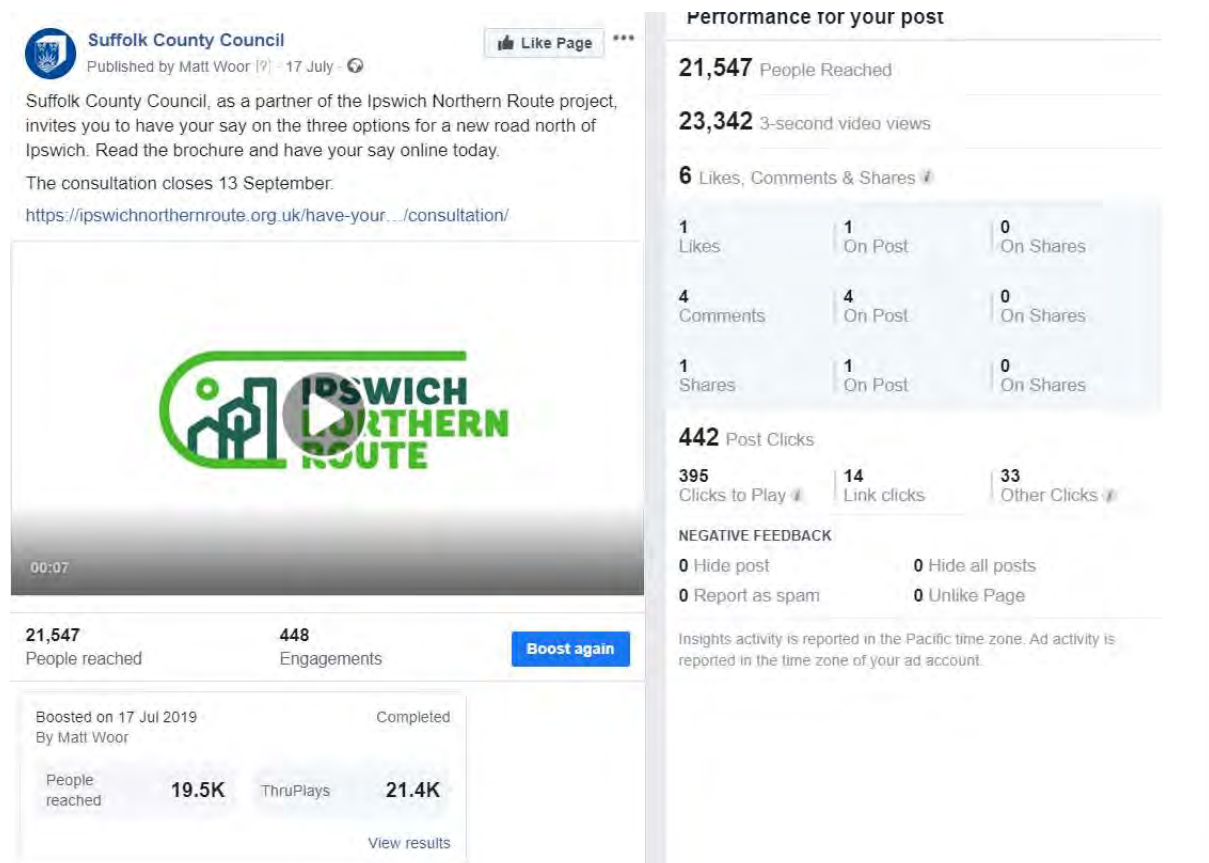 Suffolk County Council
Like Page
Published by Matt Woor [?] · 17 July ·
Suffolk County Council, as a partner of the Ipswich Northern Route project,
invites you to have your say on the three options for a new road north of
Ipswich. Read the brochure and have your say online today.
The consultation closes 13 September.
https://ipswichnorthernroute.org.uk/have-your…/consultation/
IPSWICH
NORTHERN
ROUTE
00:07
21,547
People reached
448
Engagements
Boost again
Boosted on 17 Jul 2019
Completed
By Matt Woor
People
reached
19.5K
ThruPlays
21.4K
View results
Performance for your post
21,547 People Reached
23,342 3-second video views
6 Likes, Comments & Shares
1 1 0
Likes On Post On Shares
4 4 0
Comments On Post On Shares
1 1 0
Shares On Post On Shares
442 Post Clicks
395 14 33
Clicks to Play Link clicks Other Clicks
NEGATIVE FEEDBACK
0 Hide post 0 Hide all posts
0 Report as spam 0 Unlike Page
Insights activity is reported in the Pacific time zone. Ad activity is
reported in the time zone of your ad account.